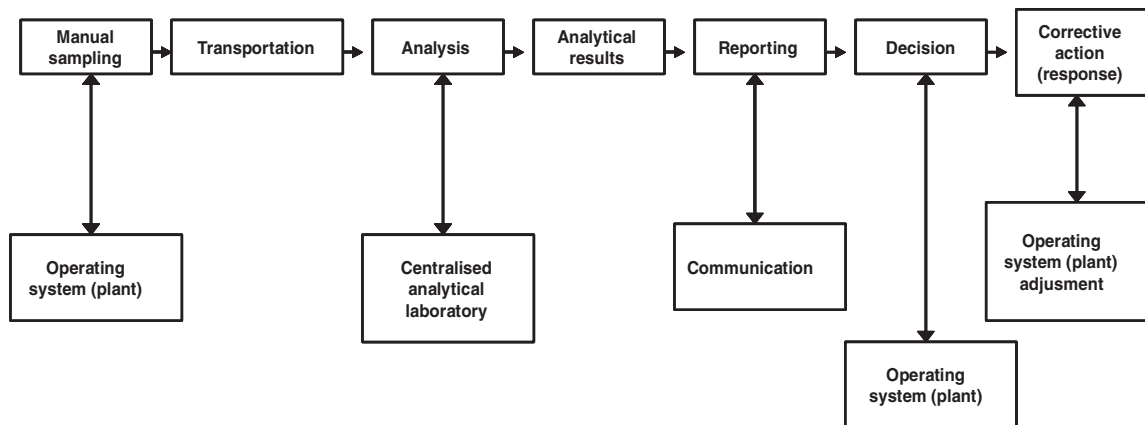 Manual
sampling
Transportation
Analysis
Analytical
results
Reporting
Decision
Corrective
action
(response)
Operating
system (plant)
Centralised
analytical
laboratory
Communication
Operating
system (plant)
adjusment
Operating
system (plant)